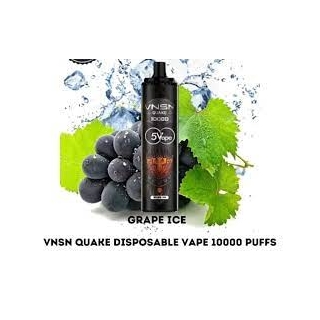 VNSN
QUAKE
10000
5Vape
GRAPE ICE
VNSN QUAKE DISPOSABLE VAPE 10000 PUFFS